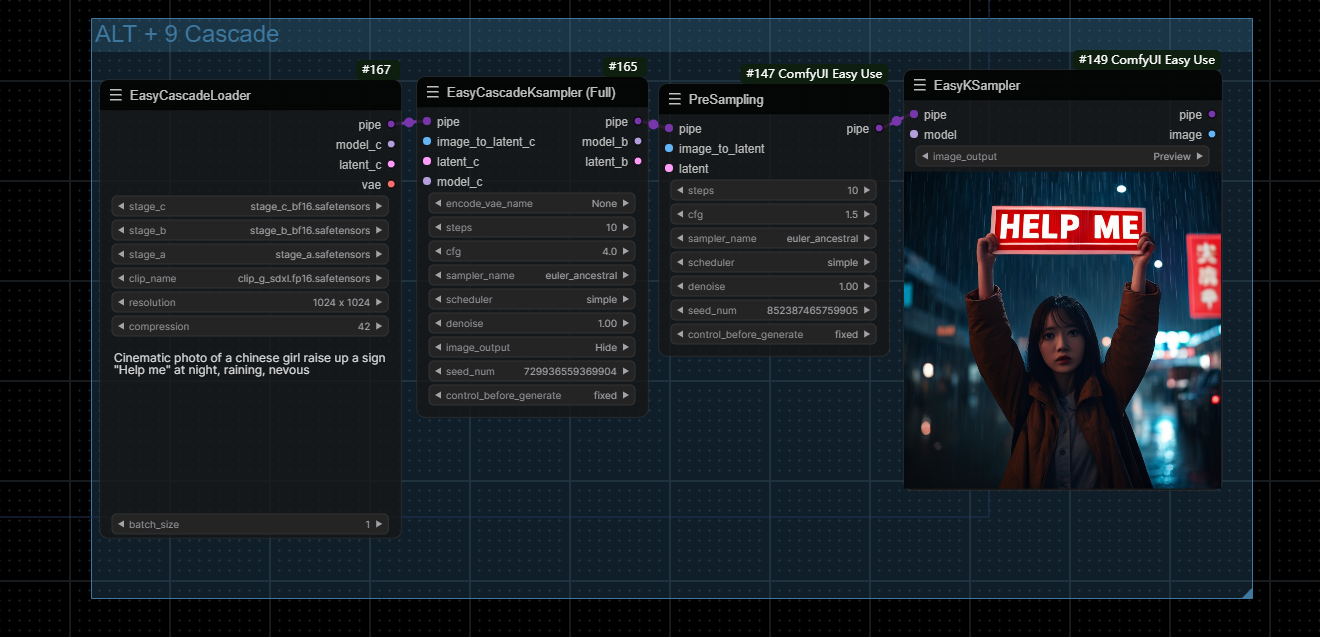 ALT + 9 Cascade
#167
EasyCascadeLoader
pipe
model_c
latent_c
vae
stage_c stage_c_bf16.safetensors
stage_b stage_b_bf16.safetensors
stage_a stage_a.safetensors
clip_name clip_g_sdxl.fp16.safetensors
resolution 1024 x 1024
compression 42
Cinematic photo of a chinese girl raise up a sign
"Help me" at night, raining, nevous
batch_size 1
#165
EasyCascadeKsampler (Full)
pipe pipe
image_to_latent_c model_b
latent_c latent_b
model_c
encode_vae_name None
steps 10
cfg 4.0
sampler_name euler_ancestral
scheduler simple
denoise 1.00
image_output Hide
seed_num 729936559369904
control_before_generate fixed
#147 ComfyUI Easy Use
PreSampling
pipe pipe
image_to_latent
latent
steps 10
cfg 1.5
sampler_name euler_ancestral
scheduler simple
denoise 1.00
seed_num 852387465759905
control_before_generate fixed
#149 ComfyUI Easy Use
EasyKSampler
pipe pipe
model image
image_output Preview
HELP ME